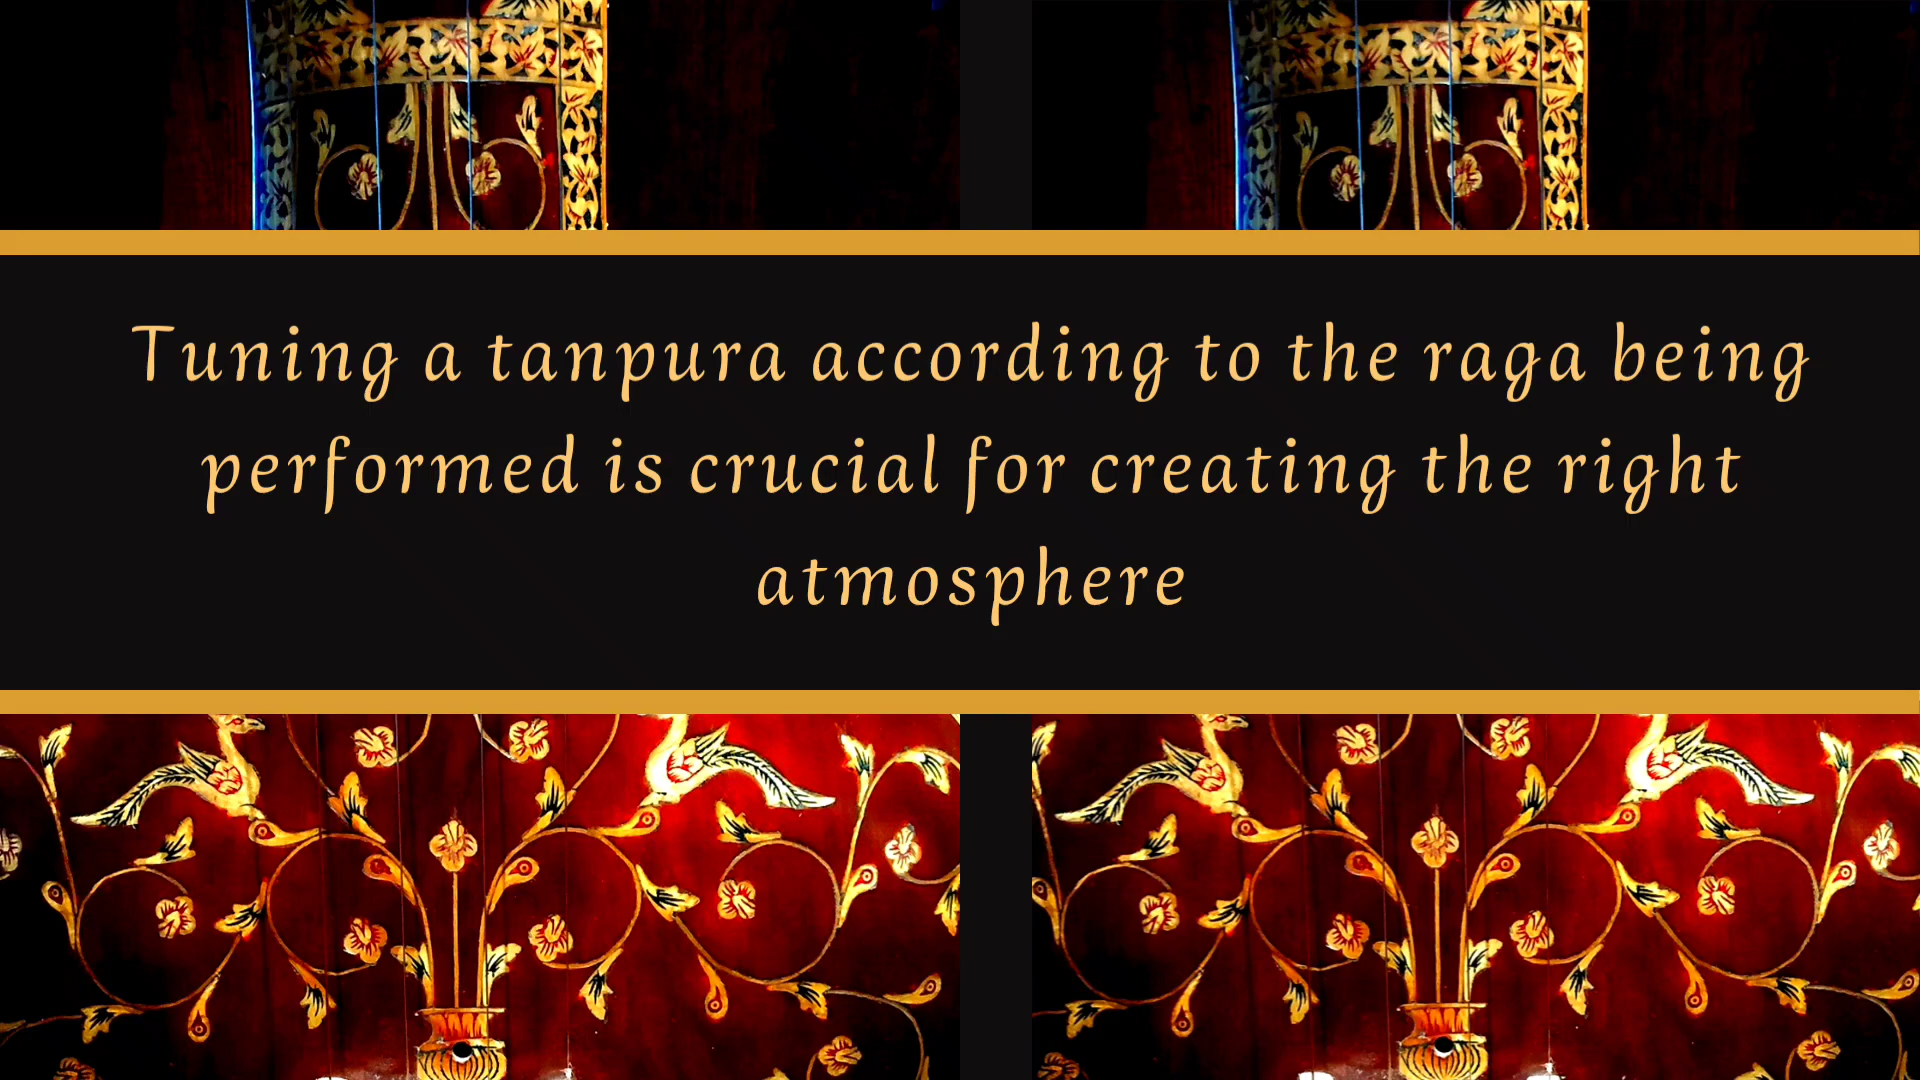 Tuning a tanpura according to the raga being
performed is crucial for creating the right
atmosphere